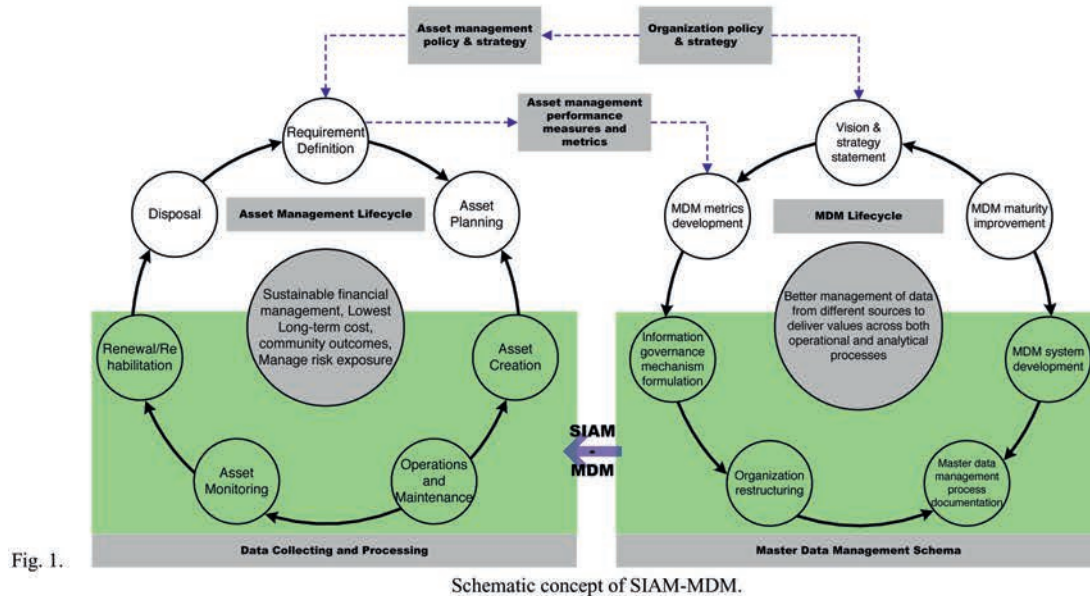 Asset management
policy & strategy
Organization policy
& strategy
Asset management
performance
measures and
metrics
Requirement
Definition
Vision &
strategy
statement
Disposal
Asset Management Lifecycle
Asset
Planning
MDM metrics
development
MDM Lifecycle
MDM maturity
improvement
Sustainable financial
management, Lowest
Long-term cost,
community outcomes,
Manage risk exposure
Better management of data
from different sources to
deliver values across both
operational and analytical
processes
Renewal/Re
habilitation
Asset
Creation
Information
governance
mechanism
formulation
MDM system
development
SIAM
-
MDM
Asset
Monitoring
Operations
and
Maintenance
Organization
restructuring
Master data
management
process
documentation
Data Collecting and Processing
Master Data Management Schema
Fig. 1.
Schematic concept of SIAM-MDM.